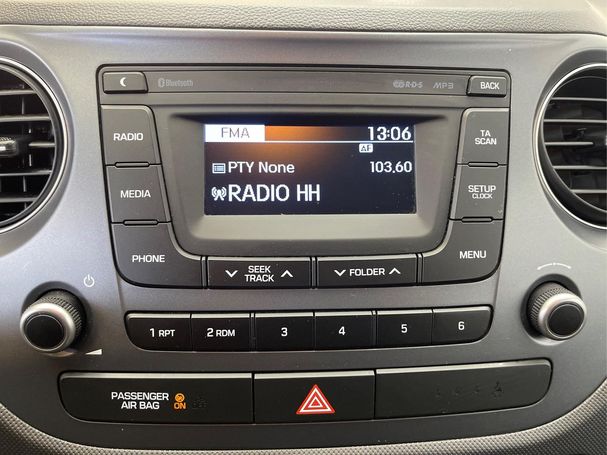 Bluetooth
R·D·S
MP3
BACK
RADIO
FMA
13:06
TA
SCAN
AF
PTY None
103,60
MEDIA
RADIO HH
SETUP
CLOCK
PHONE
SEEK
TRACK
FOLDER
MENU
1 RPT
2 RDM
3
4
5
6
PASSENGER
AIR BAG
ON